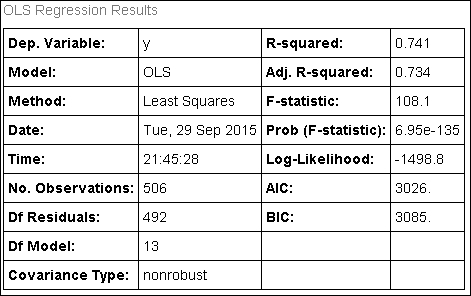 OLS Regression Results
Dep. Variable: y R-squared: 0.741
Model: OLS Adj. R-squared: 0.734
Method: Least Squares F-statistic: 108.1
Date: Tue, 29 Sep 2015 Prob (F-statistic): 6.95e-135
Time: 21:45:28 Log-Likelihood: -1498.8
No. Observations: 506 AIC: 3026.
Df Residuals: 492 BIC: 3085.
Df Model: 13
Covariance Type: nonrobust